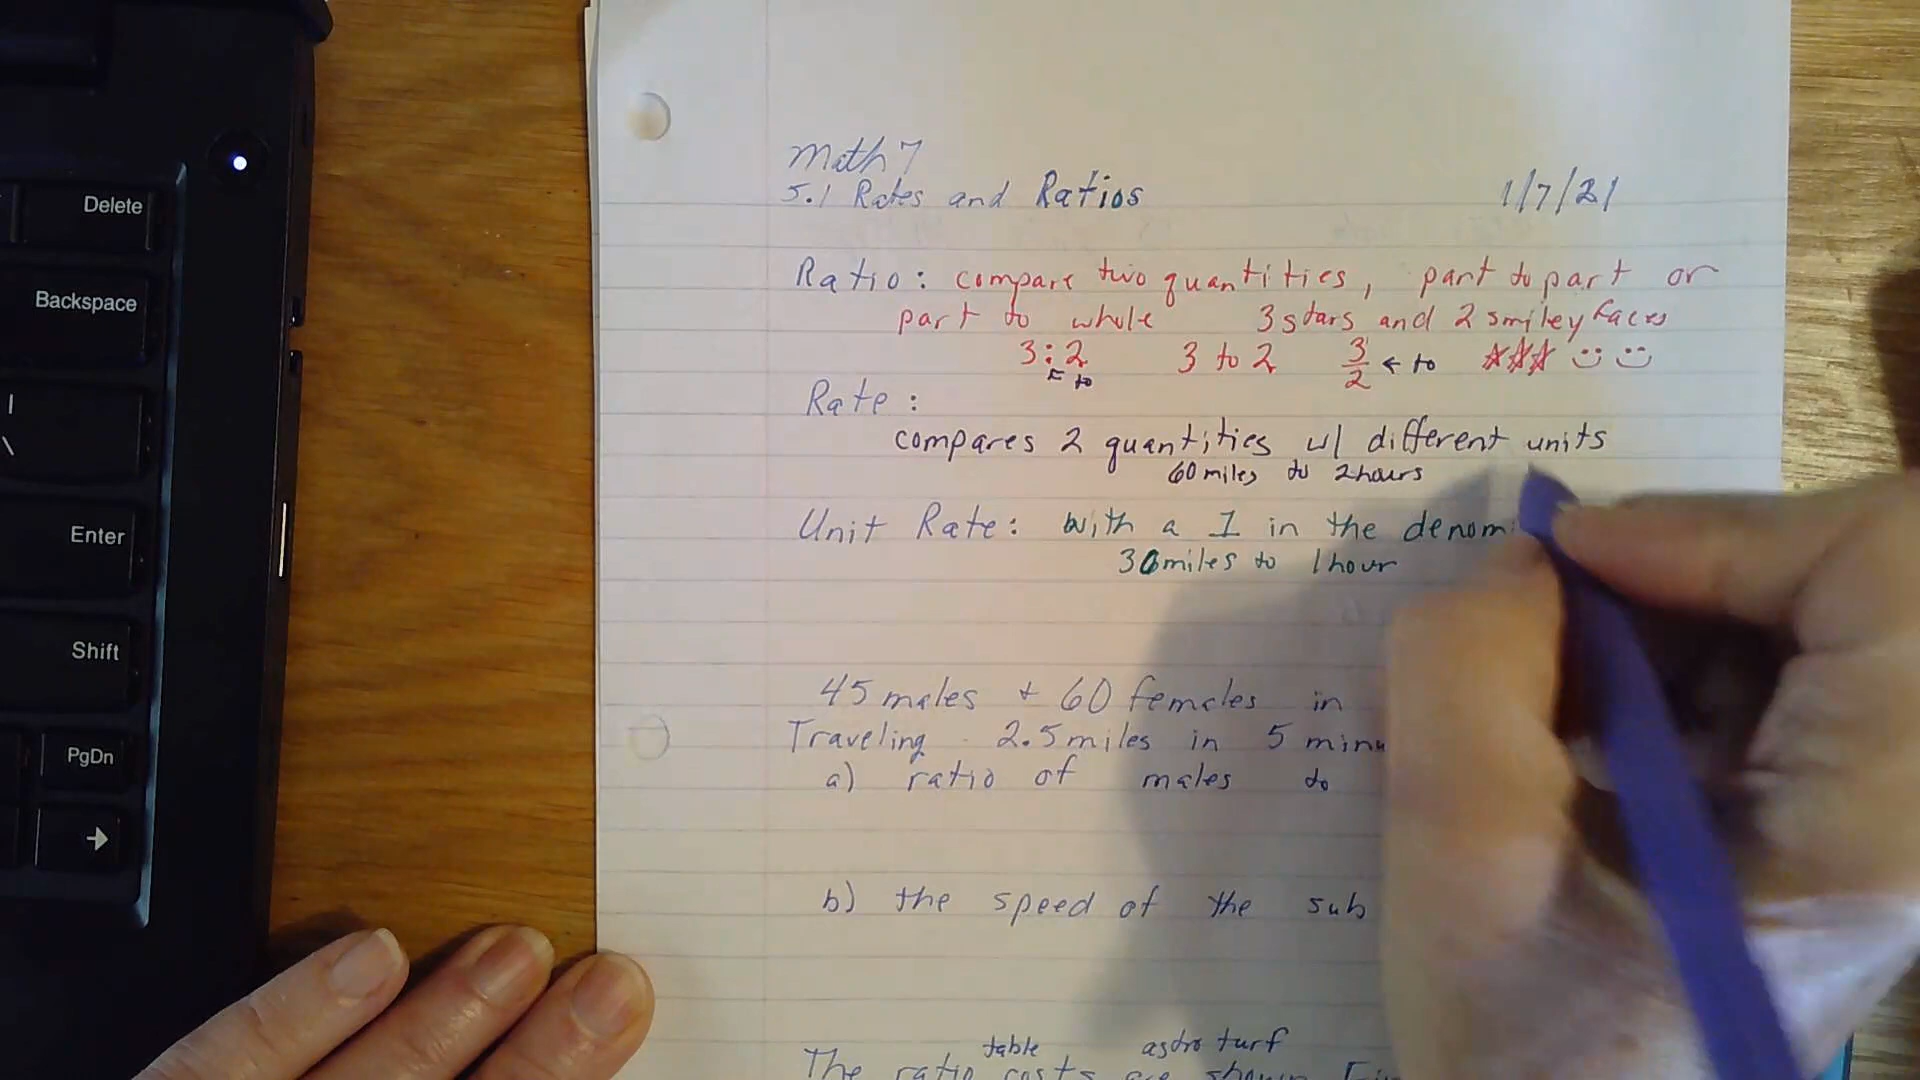 Delete
Backspace
|
\
Enter
Shift
PgDn
Math 7
5.1 Rates and Ratios
1/7/21
Ratio: compare two quantities, part to part or
part to whole 3 stars and 2 smiley faces
3:2 3 to 2 3/2 ← to
← to
Rate:
compares 2 quantities w/ different units
60 miles to 2 hours
Unit Rate: with a 1 in the denomi
30 miles to 1 hour
45 males + 60 females in
Traveling 2.5 miles in 5 minu
a) ratio of males to
b) the speed of the sub
table astro turf
The ratio costs are shown